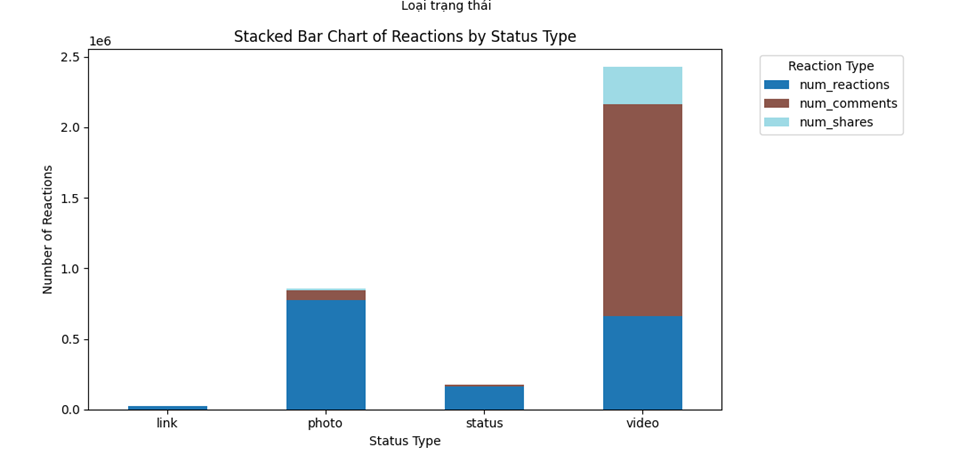 Loại trạng thái
Stacked Bar Chart of Reactions by Status Type
1e6
2.5
2.0
1.5
1.0
0.5
0.0
Number of Reactions
link photo status video
Status Type
Reaction Type
num_reactions
num_comments
num_shares